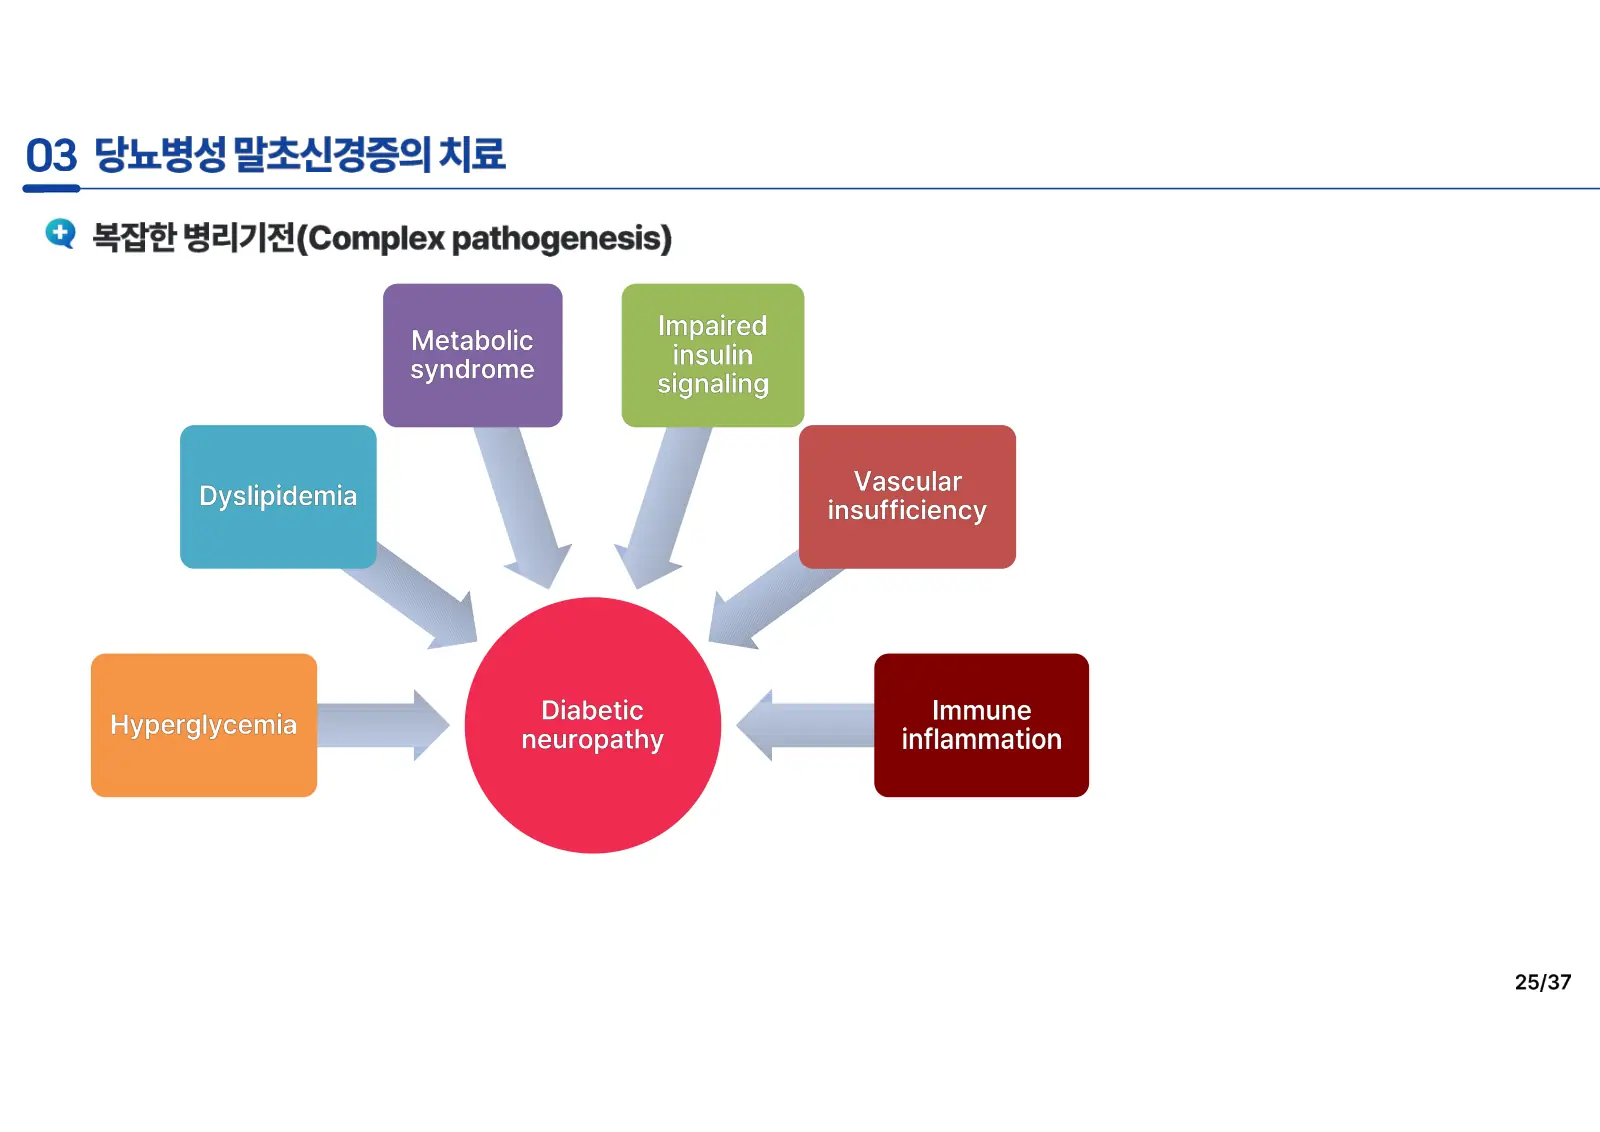 03 당뇨병성 말초신경증의 치료
복잡한 병리기전(Complex pathogenesis)
Metabolic
syndrome
Impaired
insulin
signaling
Dyslipidemia
Vascular
insufficiency
Hyperglycemia
Diabetic
neuropathy
Immune
inflammation
25/37